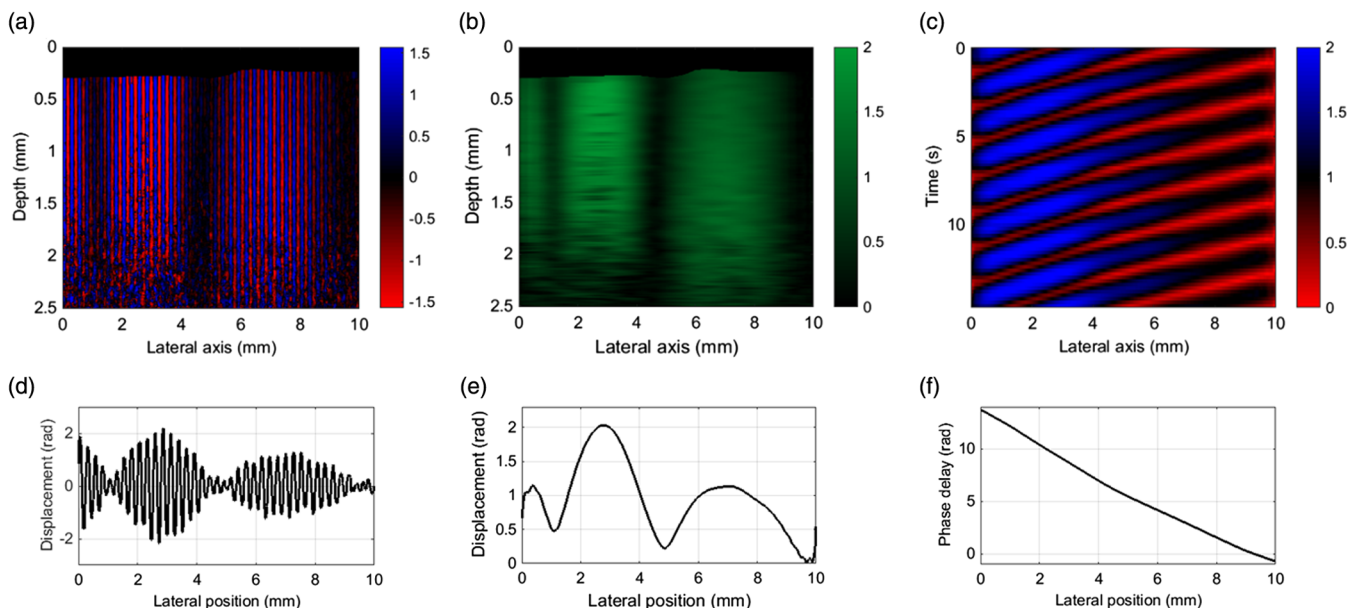 (a)
0
0.5
1
1.5
2
2.5
Depth (mm)
0 2 4 6 8 10
Lateral axis (mm)
1.5
1
0.5
0
-0.5
-1
-1.5
(b)
0
0.5
1
1.5
2
2.5
Depth (mm)
0 2 4 6 8 10
Lateral axis (mm)
2
1.5
1
0.5
0
(c)
0
5
10
Time (s)
0 2 4 6 8 10
Lateral axis (mm)
2
1.5
1
0.5
0
(d)
2
0
-2
Displacement (rad)
0 2 4 6 8 10
Lateral position (mm)
(e)
2
1.5
1
0.5
0
Displacement (rad)
0 2 4 6 8 10
Lateral position (mm)
(f)
10
5
0
Phase delay (rad)
0 2 4 6 8 10
Lateral position (mm)